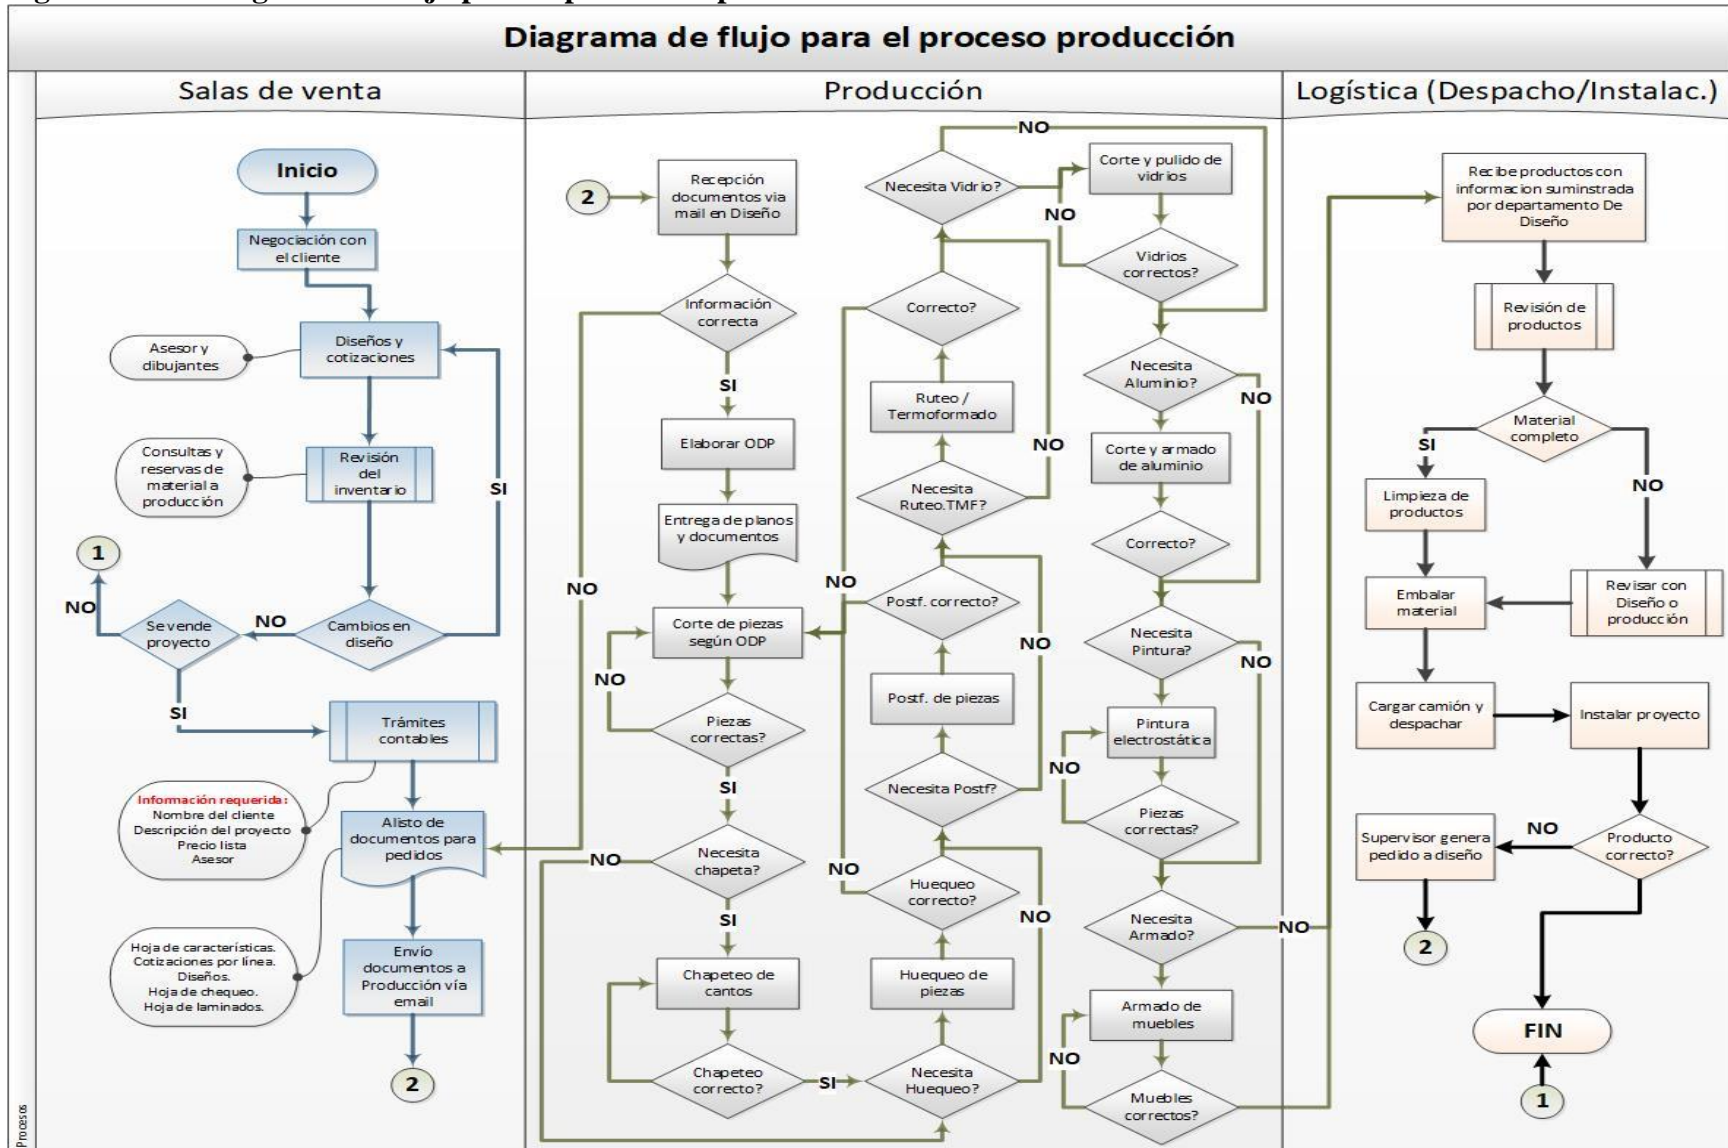 Diagrama de flujo para el proceso producción
Salas de venta
Producción
Logística (Despacho/Instalac.)
Procesos
Inicio
Negociación con
el cliente
Diseños y
cotizaciones
Asesor y
dibujantes
Revisión
del
inventario
Consultas y
reservas de
material a
producción
SI
1
NO
Se vende
proyecto
NO
Cambios en
diseño
SI
Trámites
contables
Información requerida:
Nombre del cliente
Descripción del proyecto
Precio lista
Asesor
Alisto de
documentos para
pedidos
Hoja de características.
Cotizaciones por línea.
Diseños.
Hoja de chequeo.
Hoja de laminados.
Envío
documentos a
Producción vía
email
2
2
Recepción
documentos via
mail en Diseño
Información
correcta
NO
SI
Elaborar ODP
Entrega de planos
y documentos
Corte de piezas
según ODP
NO
Piezas
correctas?
SI
NO
Necesita
chapeta?
SI
Chapeteo de
cantos
Chapeteo
correcto?
SI
NO
Necesita Vidrio?
Correcto?
Ruteo /
Termoformado
NO
Necesita
Ruteo.TMF?
NO
Postf. correcto?
NO
Postf. de piezas
Necesita Postf?
NO
Huequeo
correcto?
NO
Huequeo de
piezas
Necesita
Huequeo?
Corte y pulido de
vidrios
NO
Vidrios
correctos?
Necesita
Aluminio?
NO
Corte y armado
de aluminio
Correcto?
Necesita
Pintura?
NO
Pintura
electrostática
NO
Piezas
correctas?
Necesita
Armado?
NO
Armado de
muebles
NO
Muebles
correctos?
Recibe productos con
informacion suminstrada
por departamento De
Diseño
Revisión de
productos
Material
completo
SI
NO
Limpieza de
productos
Embalar
material
Revisar con
Diseño o
producción
Cargar camión y
despachar
Instalar proyecto
Supervisor genera
pedido a diseño
NO
Producto
correcto?
2
FIN
1